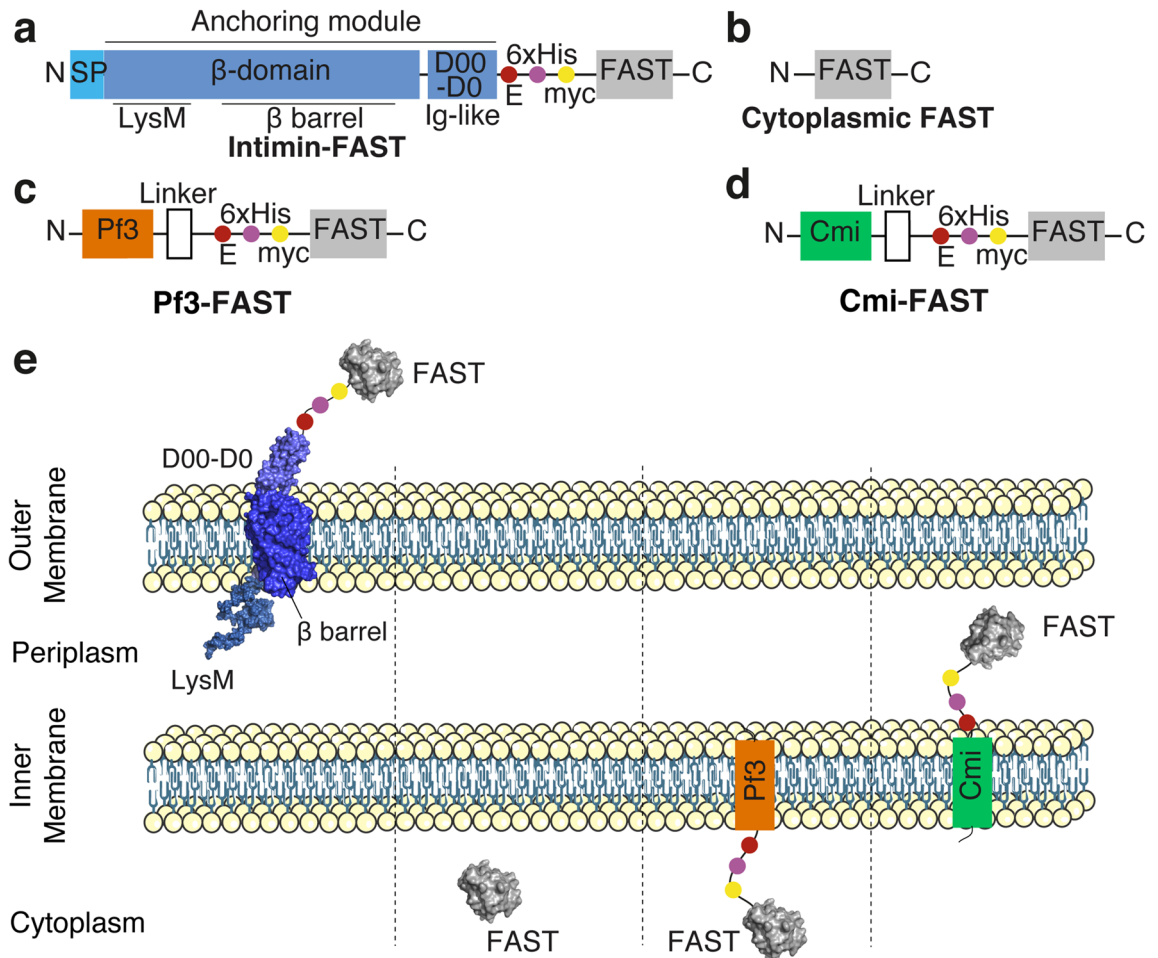 a
Anchoring module
N SP β-domain D00 6xHis FAST C
-D0
E myc
LysM β barrel Ig-like
Intimin-FAST
b
N FAST C
Cytoplasmic FAST
c
Linker
N Pf3 6xHis FAST C
E myc
Pf3-FAST
d
Linker
N Cmi 6xHis FAST C
E myc
Cmi-FAST
e
FAST
D00-D0
Outer
Membrane
β barrel
FAST
Periplasm
LysM
Inner
Membrane
Pf3
Cmi
Cytoplasm
FAST
FAST